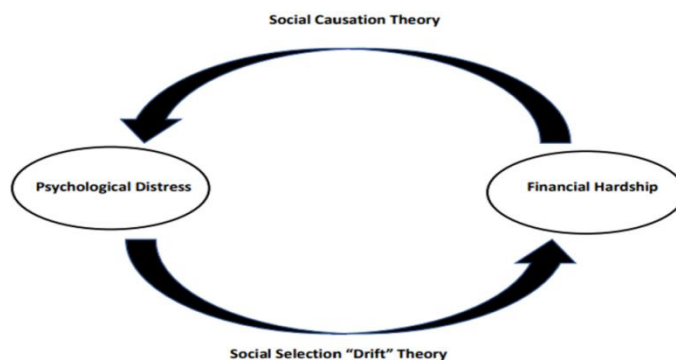 Social Causation Theory
Psychological Distress
Financial Hardship
Social Selection “Drift” Theory